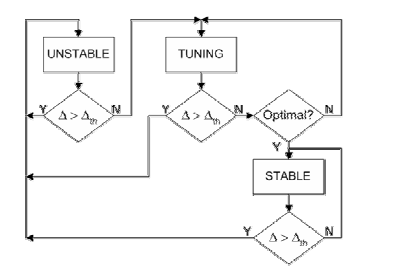 UNSTABLE
TUNING
Y Δ > Δth N
Y Δ > Δth N
Optimal? N
Y
STABLE
Y Δ > Δth N